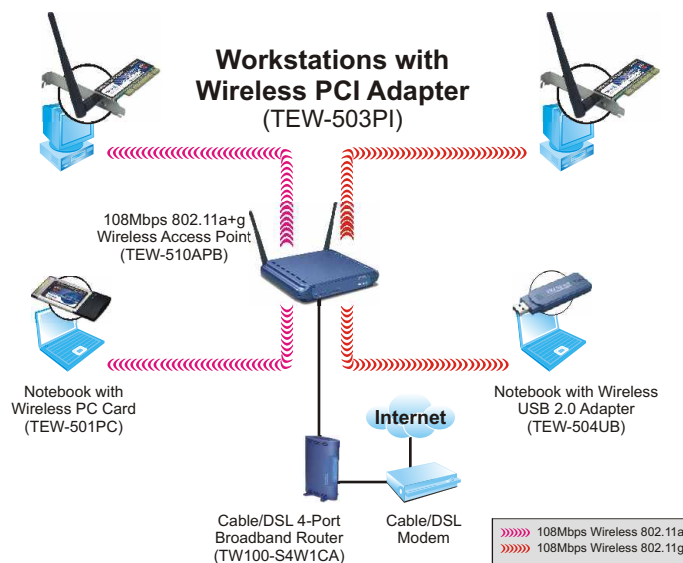 Workstations with
Wireless PCI Adapter
(TEW-503PI)
108Mbps 802.11a+g
Wireless Access Point
(TEW-510APB)
Notebook with
Wireless PC Card
(TEW-501PC)
Notebook with Wireless
USB 2.0 Adapter
(TEW-504UB)
Internet
Cable/DSL 4-Port
Broadband Router
(TW100-S4W1CA)
Cable/DSL
Modem
108Mbps Wireless 802.11a
108Mbps Wireless 802.11g